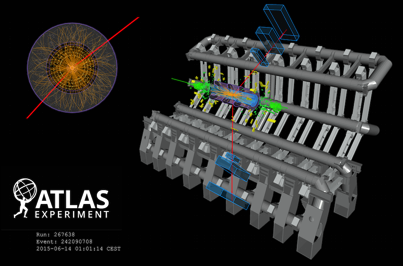 ATLAS
EXPERIMENT
Run: 267638
Event: 242090708
2015-06-14 01:01:14 CEST